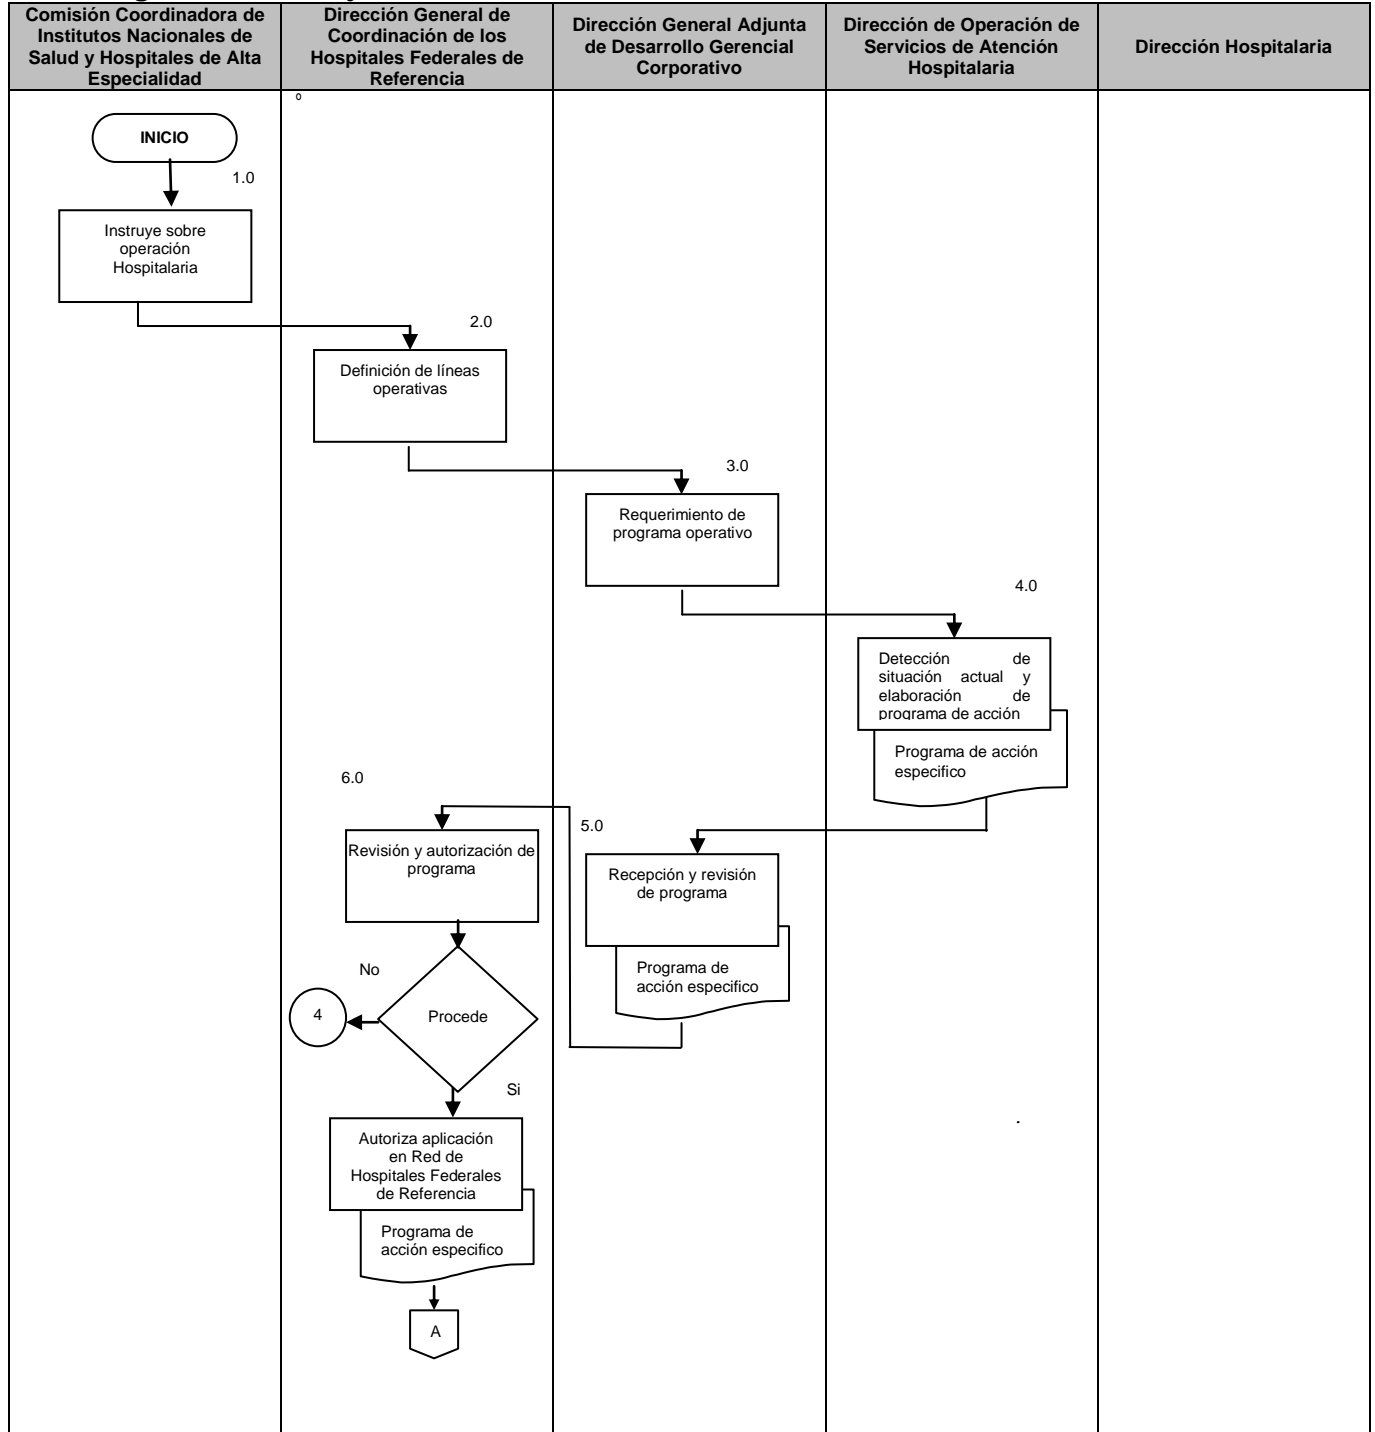 Comisión Coordinadora de
Institutos Nacionales de
Salud y Hospitales de Alta
Especialidad
Dirección General de
Coordinación de los
Hospitales Federales de
Referencia
Dirección General Adjunta
de Desarrollo Gerencial
Corporativo
Dirección de Operación de
Servicios de Atención
Hospitalaria
Dirección Hospitalaria
INICIO
1.0
Instruye sobre
operación
Hospitalaria
2.0
Definición de líneas
operativas
3.0
Requerimiento de
programa operativo
4.0
Detección de
situación actual y
elaboración de
programa de acción
Programa de acción
especifico
5.0
Recepción y revisión
de programa
Programa de
acción especifico
6.0
Revisión y autorización de
programa
Procede
No
4
Si
Autoriza aplicación
en Red de
Hospitales Federales
de Referencia
Programa de
acción especifico
A